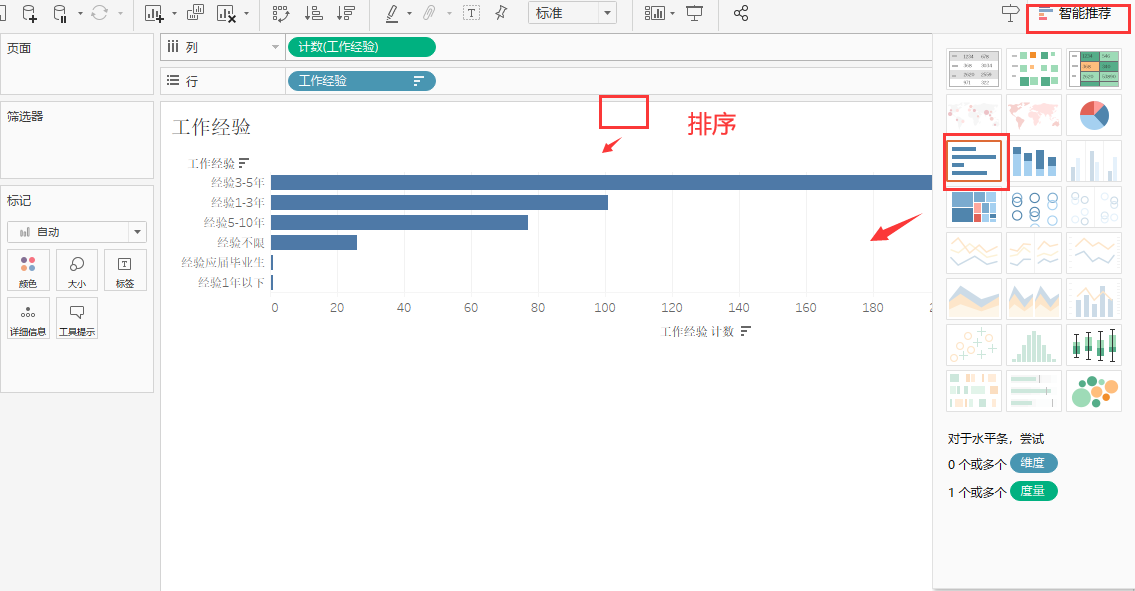 标准
智能推荐
页面
列
计数(工作经验)
行
工作经验
筛选器
工作经验
排序
工作经验
经验3-5年
经验1-3年
经验5-10年
经验不限
经验应届毕业生
经验1年以下
0 20 40 60 80 100 120 140 160 180
工作经验 计数
标记
自动
颜色 大小 标签
详细信息 工具提示
对于水平条，尝试
0 个或多个 维度
1 个或多个 度量